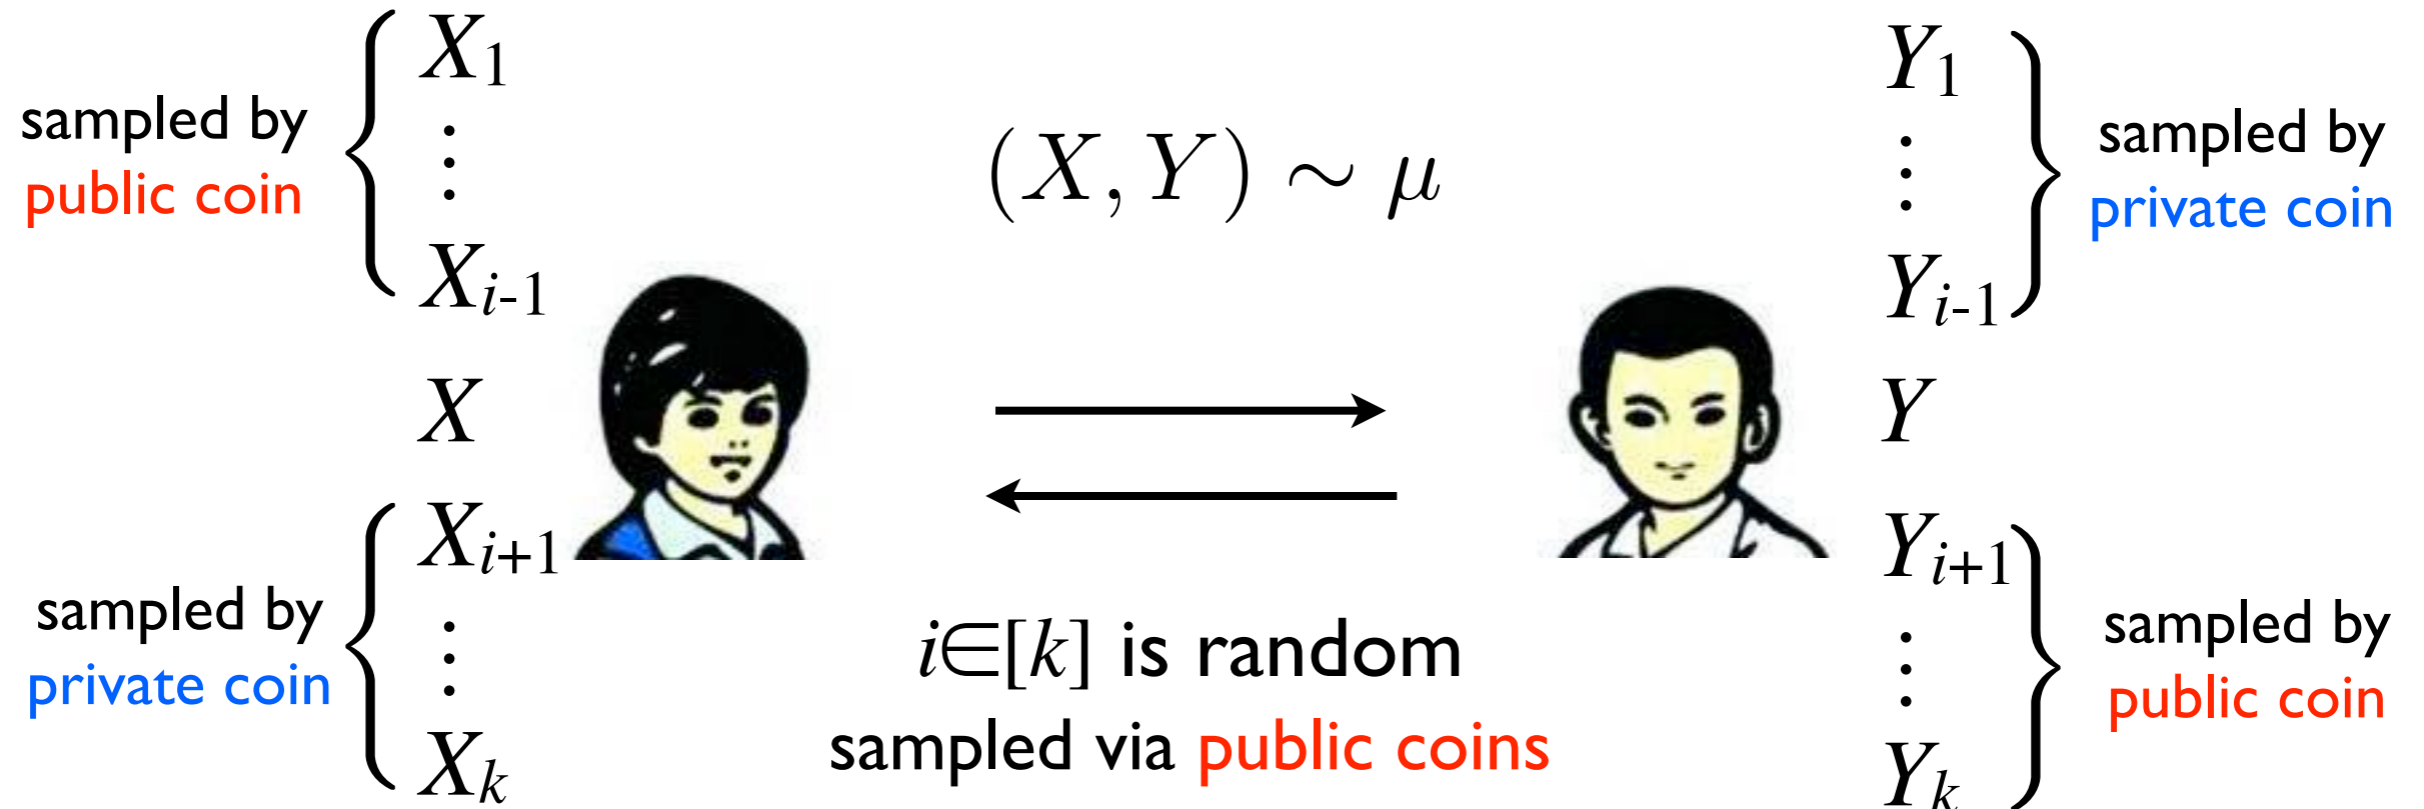 X₁
⋮
Xᵢ₋₁
sampled by
public coin
X
Xᵢ₊₁
⋮
Xₖ
sampled by
private coin
(X, Y) ∼ μ
i∈[k] is random
sampled via public coins
Y₁
⋮
Yᵢ₋₁
sampled by
private coin
Y
Yᵢ₊₁
⋮
Yₖ
sampled by
public coin